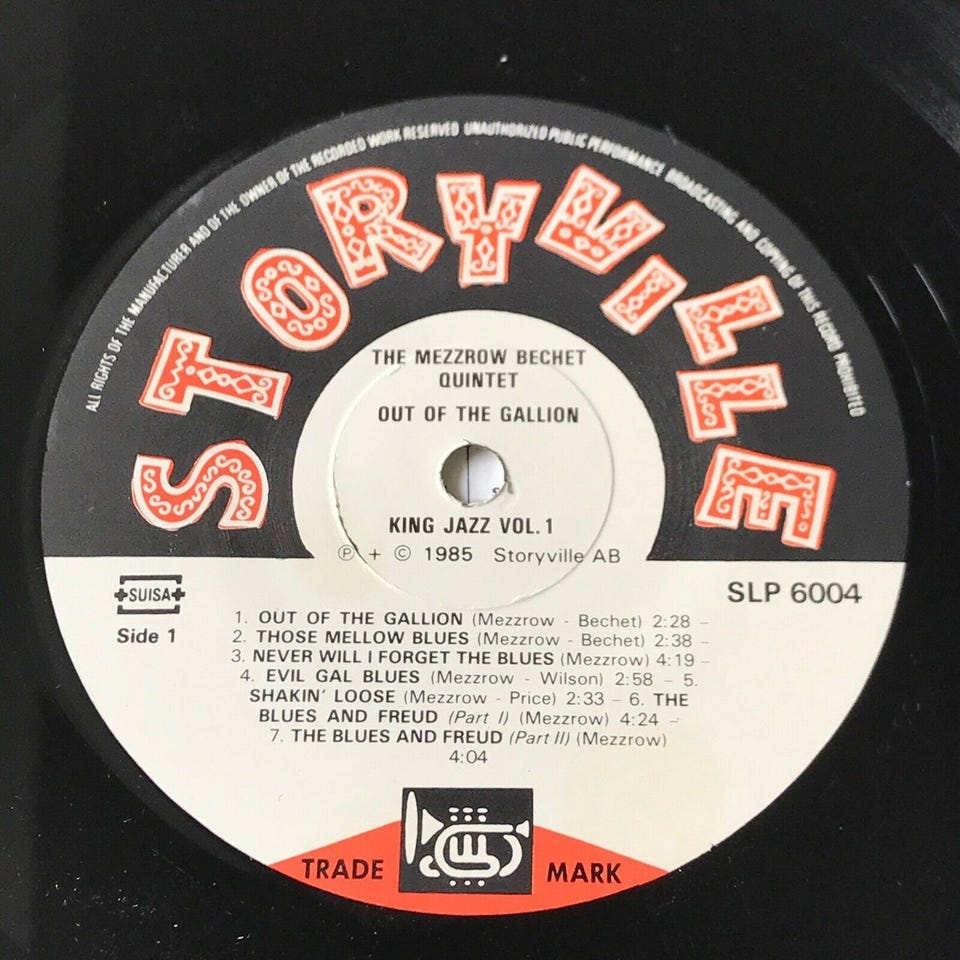 ALL RIGHTS OF THE MANUFACTURER AND OF THE OWNER OF THE RECORDED WORK RESERVED UNAUTHORIZED PUBLIC PERFORMANCE, BROADCASTING AND COPYING OF THIS RECORD PROHIBITED
STORYVILLE
THE MEZZROW BECHET
QUINTET
OUT OF THE GALLION
KING JAZZ VOL. 1
℗ + © 1985 Storyville AB
SUISA
Side 1
SLP 6004
1. OUT OF THE GALLION (Mezzrow - Bechet) 2:28 –
2. THOSE MELLOW BLUES (Mezzrow - Bechet) 2:38 –
3. NEVER WILL I FORGET THE BLUES (Mezzrow) 4:19 –
4. EVIL GAL BLUES (Mezzrow - Wilson) 2:58 – 5.
SHAKIN' LOOSE (Mezzrow - Price) 2:33 – 6. THE
BLUES AND FREUD (Part I) (Mezzrow) 4:24 –
7. THE BLUES AND FREUD (Part II) (Mezzrow)
4:04
TRADE MARK